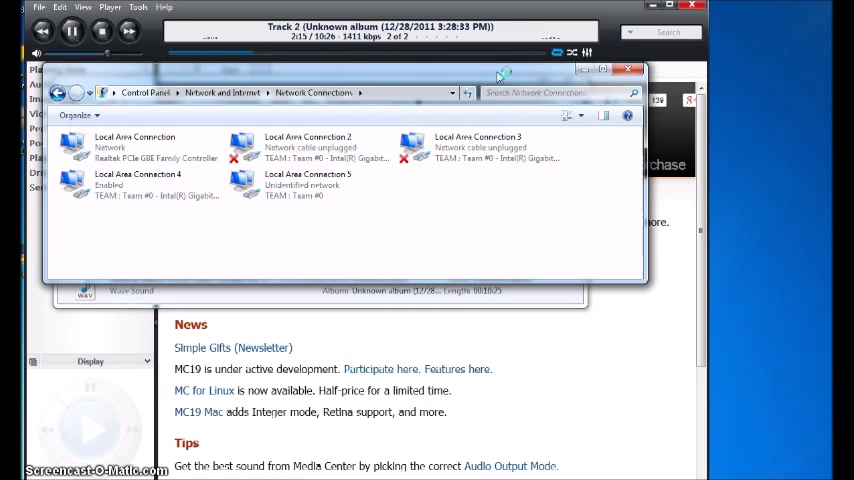 File Edit View Player Tools Help
Track 2 (Unknown album (12/28/2011 3:28:33 PM))
2:15 / 10:26 - 1411 kbps 2 of 2
Search
Control Panel Network and Internet Network Connections
Search Network Connections
139
Organize
Local Area Connection
Network
Realtek PCIe GBE Family Controller
Local Area Connection 2
Network cable unplugged
TEAM : Team #0 - Intel(R) Gigabit...
Local Area Connection 3
Network cable unplugged
TEAM : Team #0 - Intel(R) Gigabit...
chase
Local Area Connection 4
Enabled
TEAM : Team #0 - Intel(R) Gigabit...
Local Area Connection 5
Unidentified network
TEAM : Team #0
more.
WAV
Wave Sound
Album: Unknown album (12/28... Length: 00:10:25
News
Simple Gifts (Newsletter)
MC19 is under active development. Participate here. Features here.
MC for Linux is now available. Half-price for a limited time.
MC19 Mac adds Integer mode, Retina support, and more.
Tips
Get the best sound from Media Center by picking the correct Audio Output Mode.
Display
Screencast-O-Matic.com